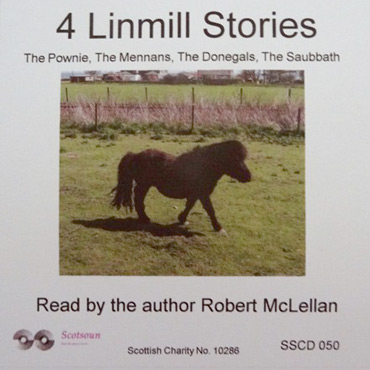 4 Linmill Stories
The Pownie, The Mennans, The Donegals, The Saubbath
Read by the author Robert McLellan
Scotsoun
Scottish Charity No. 10286
SSCD 050